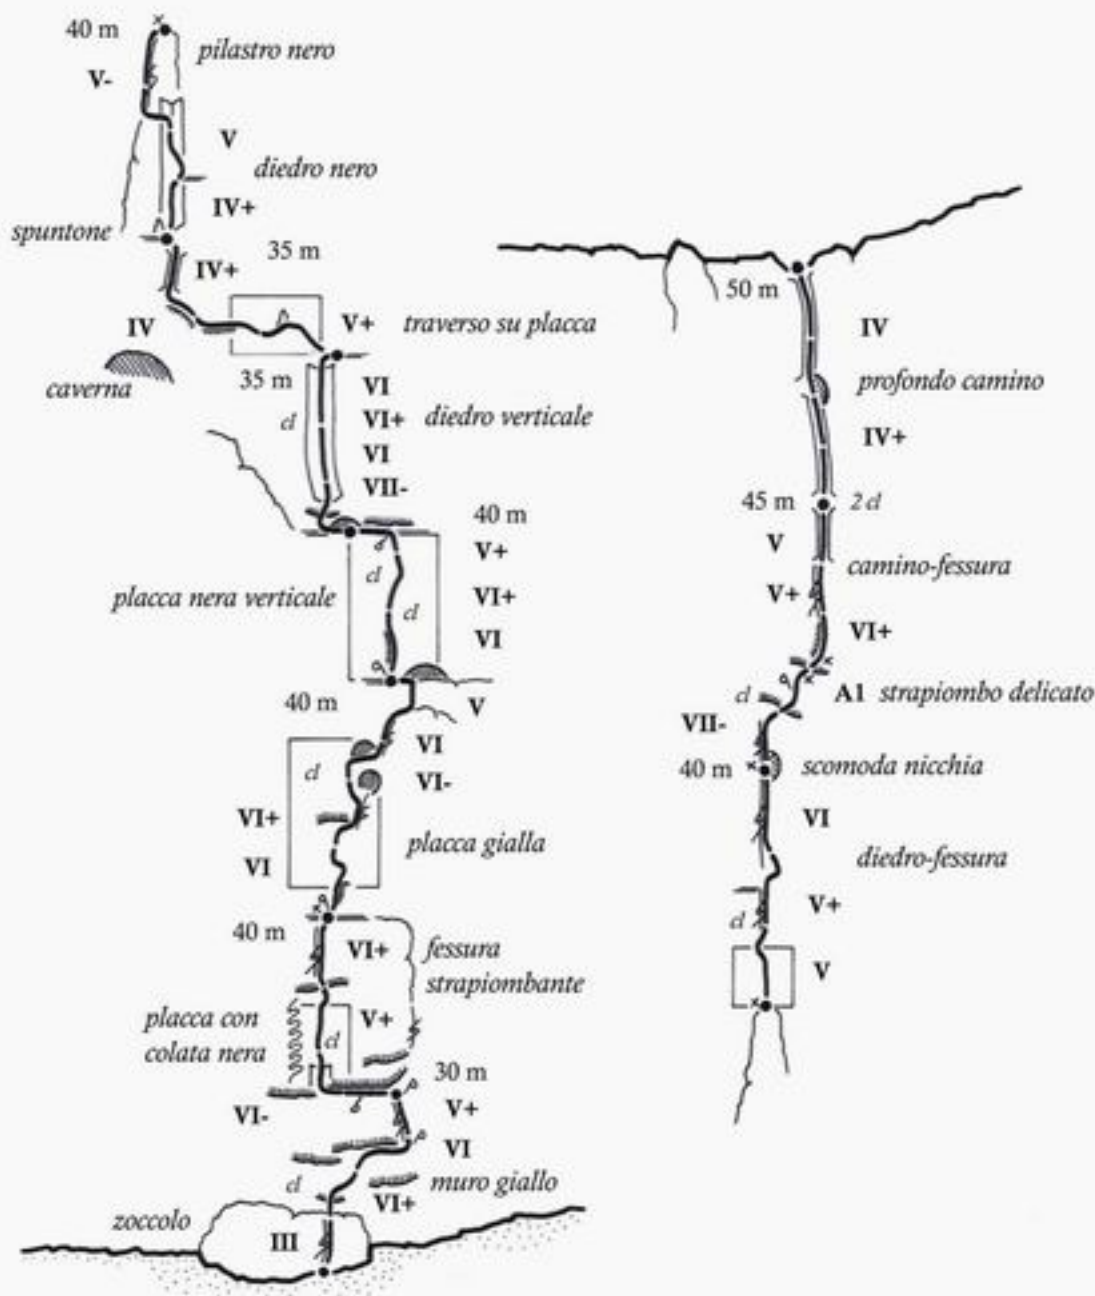 40 m
pilastro nero
V-
V
diedro nero
IV+
spuntone
35 m
IV+
IV
V+
traverso su placca
caverna
35 m
VI
cl
VI+
diedro verticale
VI
VII-
40 m
V+
cl
placca nera verticale
cl
VI+
VI
40 m
V
VI
cl
VI-
VI+
placca gialla
VI
40 m
VI+
fessura
strapiombante
placca con
colata nera
V+
cl
30 m
VI-
V+
VI
cl
muro giallo
VI+
zoccolo
III
50 m
IV
profondo camino
IV+
45 m
2 cl
V
camino-fessura
V+
VI+
cl
A1 strapiombo delicato
VII-
40 m
scomoda nicchia
VI
diedro-fessura
V+
cl
V